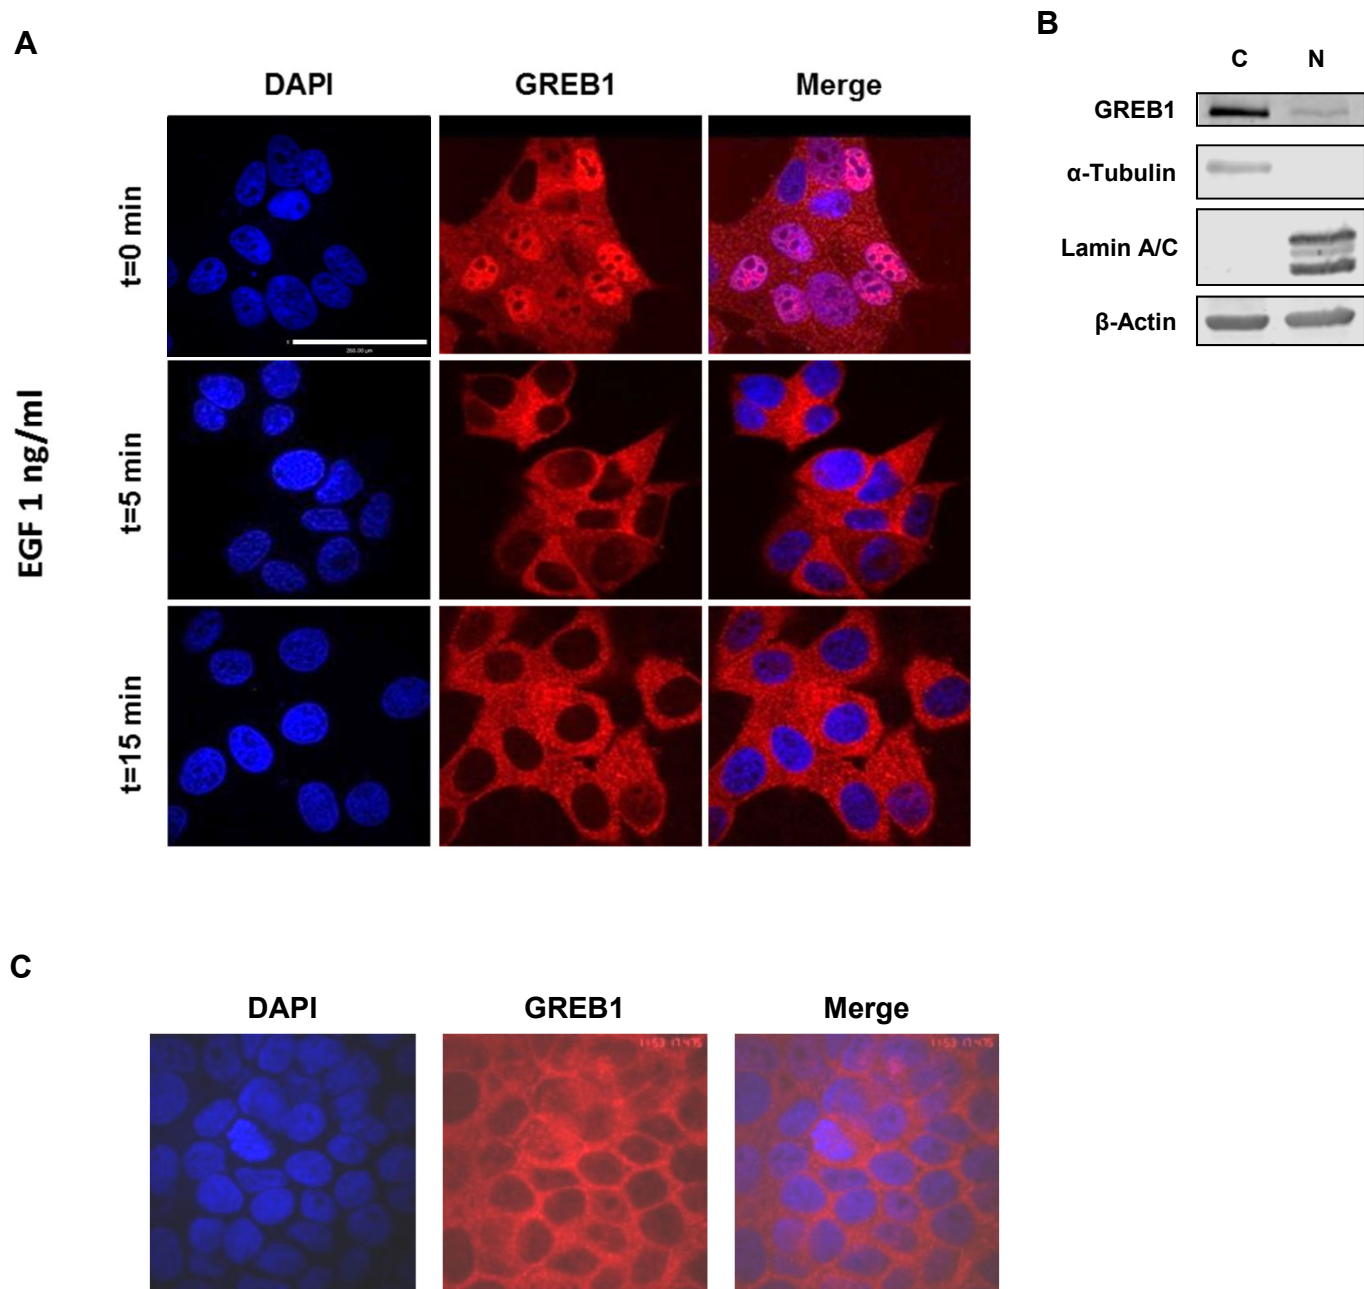 A
DAPI GREB1 Merge
EGF 1 ng/ml
t=0 min
t=5 min
t=15 min
B
C N
GREB1
α-Tubulin
Lamin A/C
β-Actin
C
DAPI GREB1 Merge